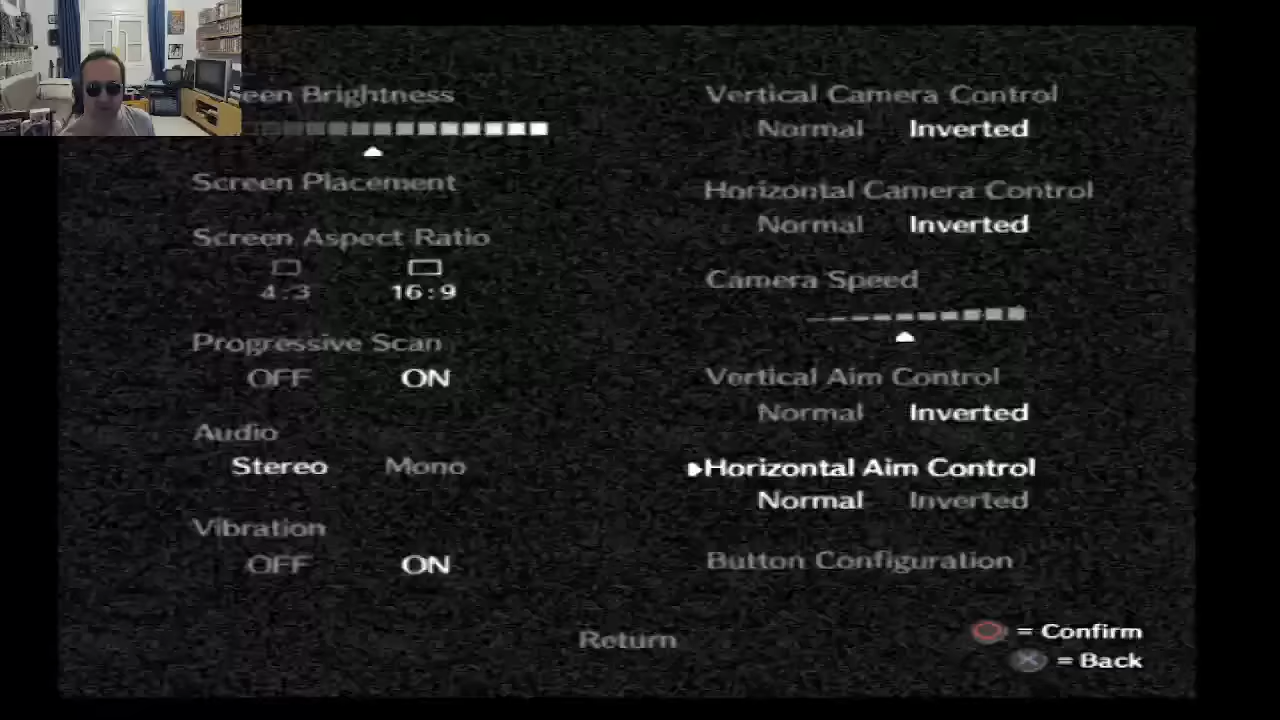 een Brightness
Screen Placement
Screen Aspect Ratio
4:3 16:9
Progressive Scan
OFF ON
Audio
Stereo Mono
Vibration
OFF ON
Vertical Camera Control
Normal Inverted
Horizontal Camera Control
Normal Inverted
Camera Speed
Vertical Aim Control
Normal Inverted
Horizontal Aim Control
Normal Inverted
Button Configuration
Return
= Confirm
= Back